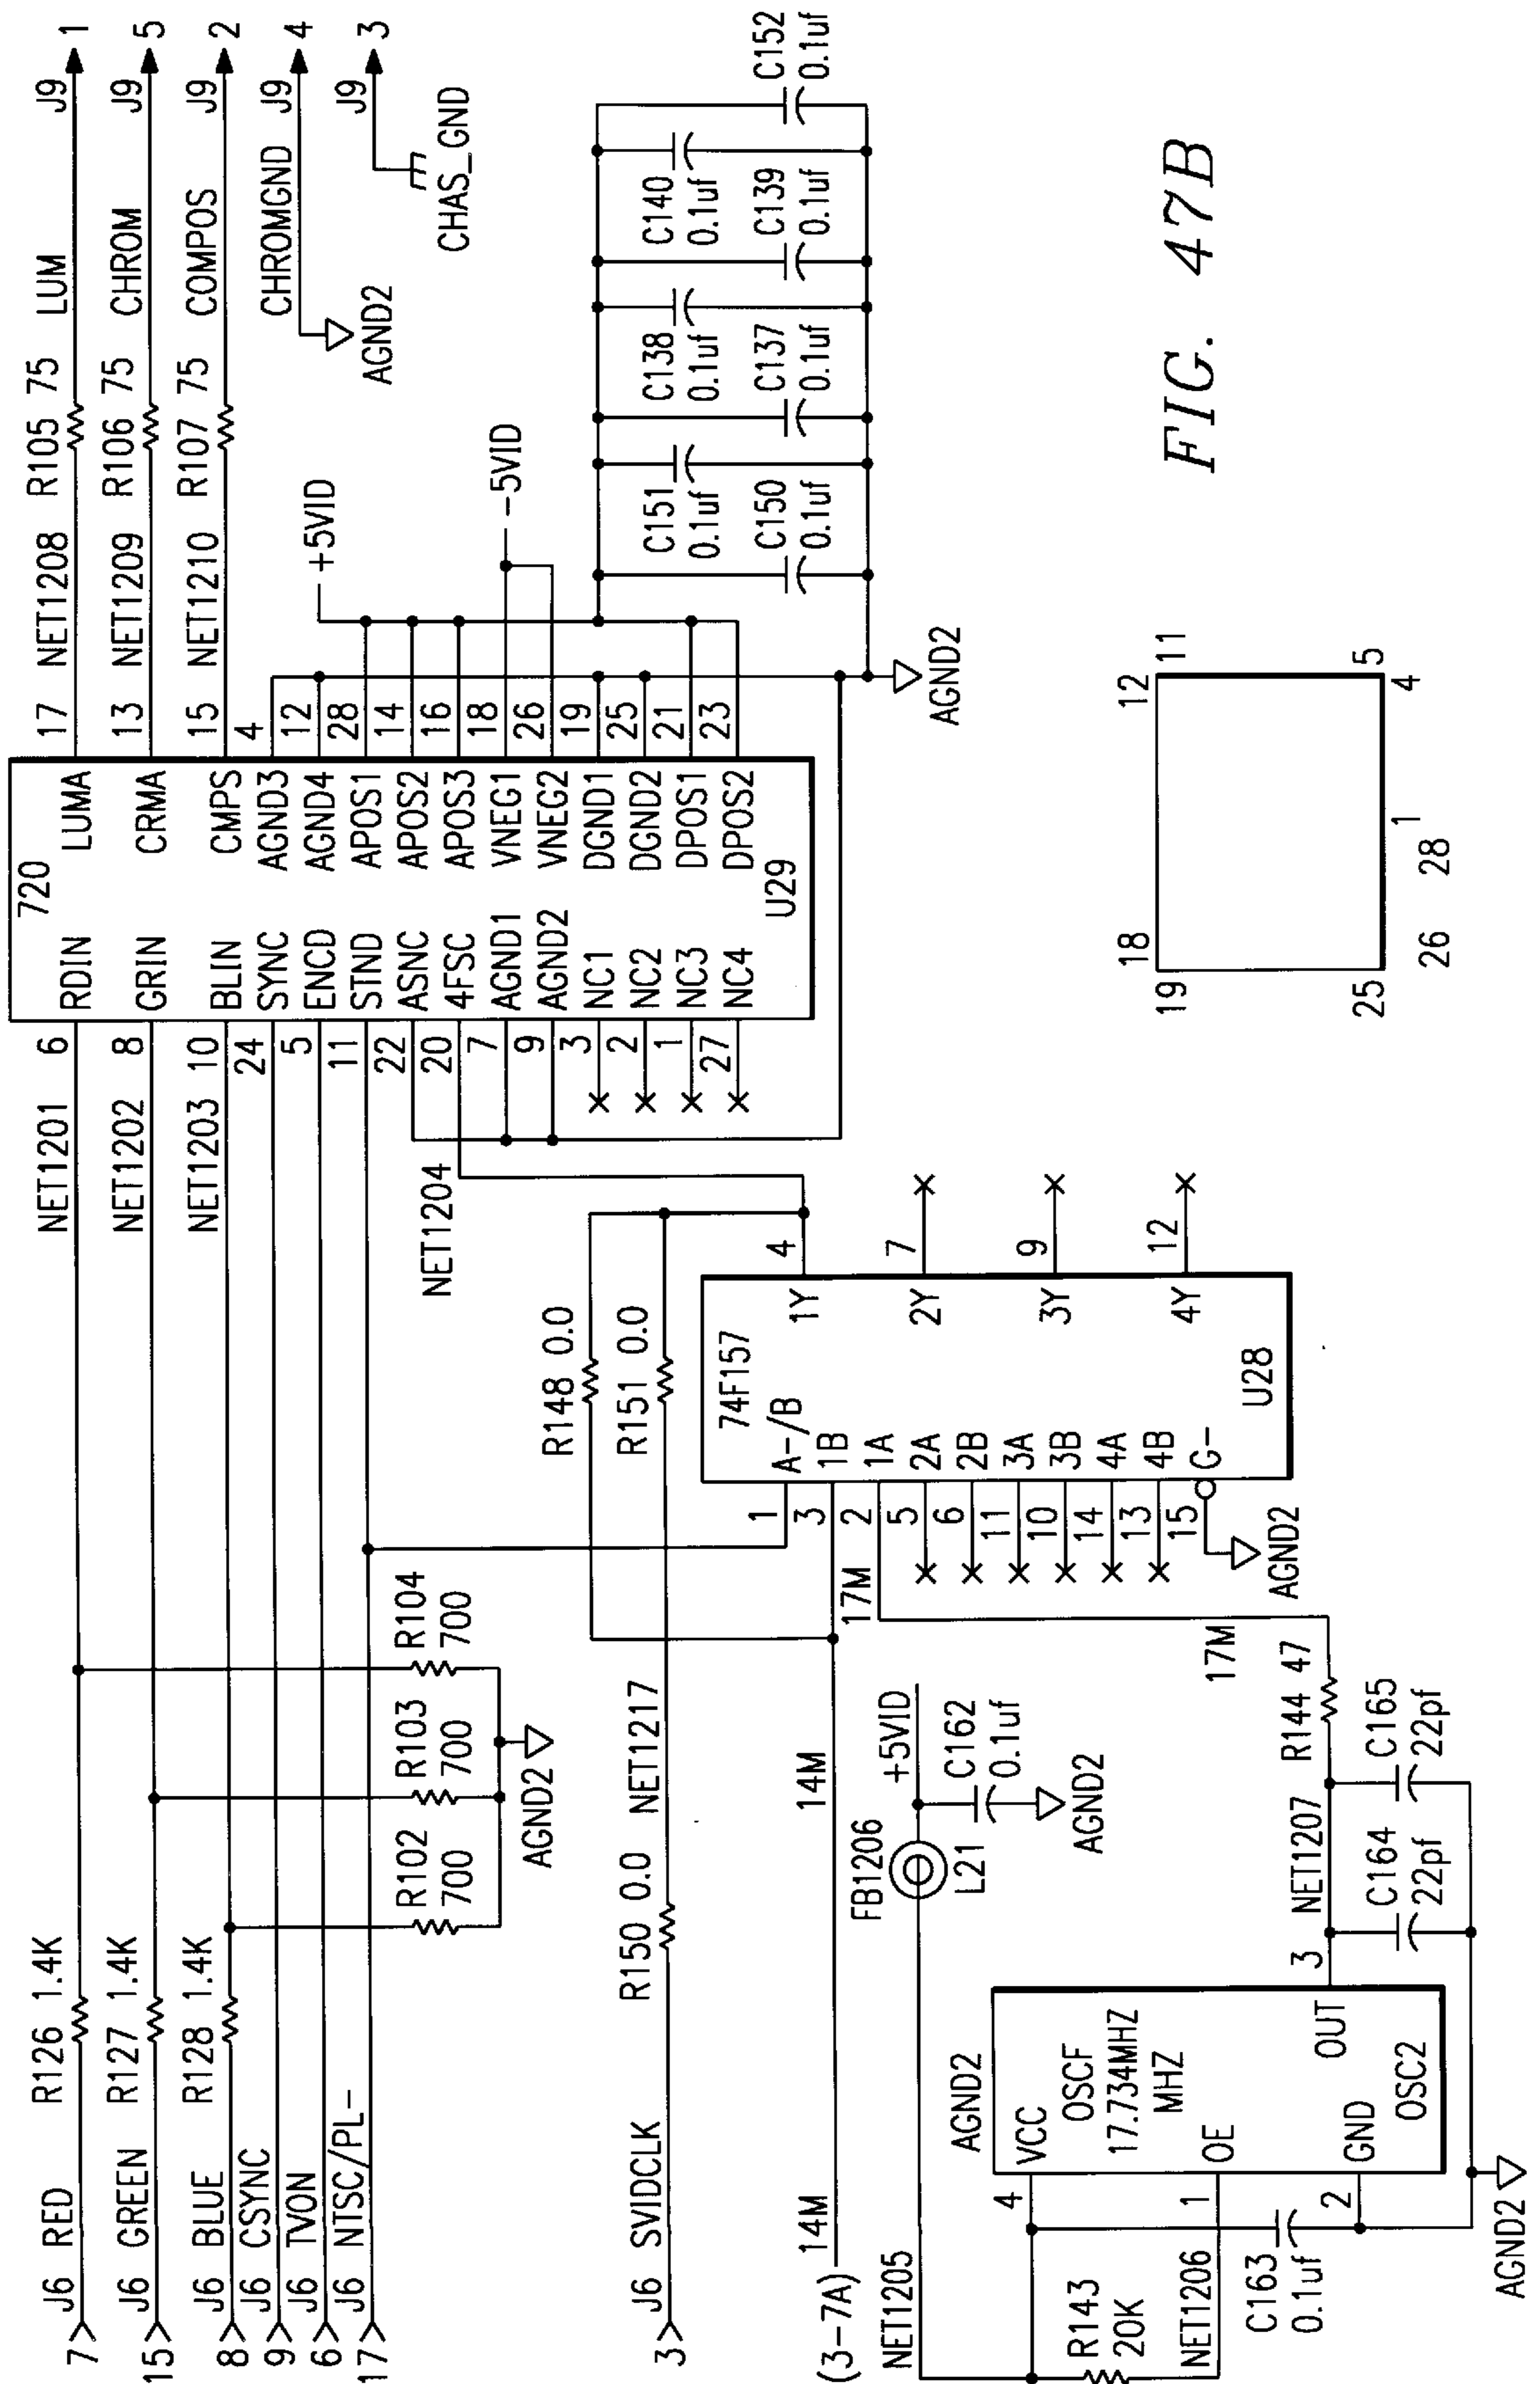 J6 RED
7
R126 1.4K
NET1201
6
J6 GREEN
15
R127 1.4K
NET1202
8
J6 BLUE
8
R128 1.4K
NET1203
10
J6 CSYNC
9
24
J6 TVON
6
5
J6 NTSC/PL-
17
11
22
20
7
9
3
2
1
27
R102
700
R103
700
R104
700
AGND2
720
RDIN
GRIN
BLIN
SYNC
ENCD
STND
ASNC
4FSC
AGND1
AGND2
NC1
NC2
NC3
NC4
LUMA
CRMA
CMPS
AGND3
AGND4
APOS1
APOS2
APOS3
VNEG1
VNEG2
DGND1
DGND2
DPOS1
DPOS2
U29
17 NET1208 R105 75 LUM J9 1
13 NET1209 R106 75 CHROM J9 5
15 NET1210 R107 75 COMPOS J9 2
4
12
28
14
16
18
26
19
25
21
23
CHROMGND J9 4
AGND2
J9 3
CHAS_GND
+5VID
-5VID
C151
0.1uf
C138
0.1uf
C140
0.1uf
C150
0.1uf
C137
0.1uf
C139
0.1uf
C152
0.1uf
AGND2
J6 SVIDCLK
3
R150 0.0
NET1217
R148 0.0
R151 0.0
NET1204
(3-7A)
14M
14M
17M
74F157
A-/B
1B
1A
2A
2B
3A
3B
4A
4B
G-
1Y
2Y
3Y
4Y
U28
1
3
2
5
6
11
10
14
13
15
4
7
9
12
AGND2
NET1205
FB1206
L21
+5VID
C162
0.1uf
AGND2
R143
20K
NET1206
C163
0.1uf
4
1
2
AGND2
VCC
OSCF
17.734MHZ
MHZ
OE
OUT
GND
OSC2
3
NET1207
R144 47
17M
C164
22pf
C165
22pf
AGND2
18
12
19
11
25
5
26
28
1
4
FIG. 47B